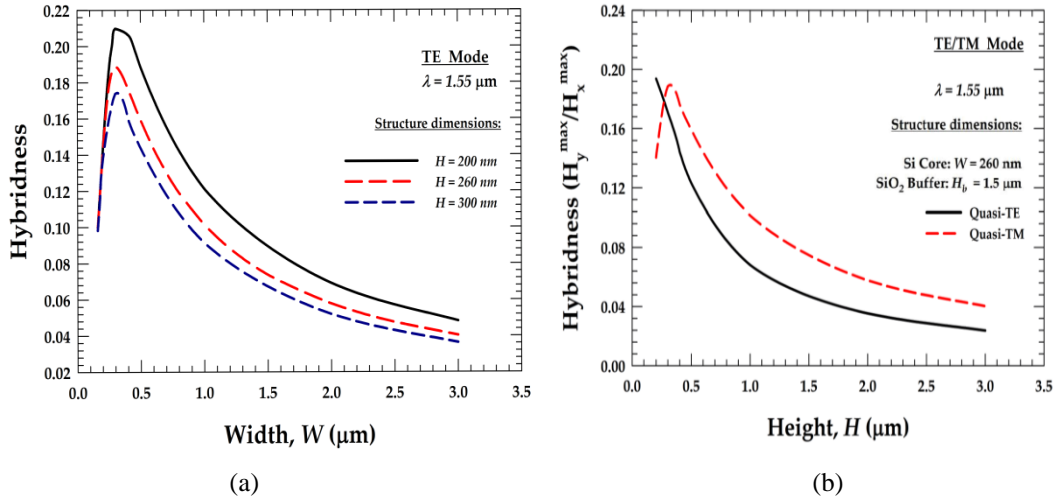 0.22
0.20
0.18
0.16
0.14
0.12
0.10
0.08
0.06
0.04
0.02
Hybridness
TE Mode
λ = 1.55 μm
Structure dimensions:
H = 200 nm
H = 260 nm
H = 300 nm
0.0 0.5 1.0 1.5 2.0 2.5 3.0 3.5
Width, W (μm)
(a)
0.24
0.20
0.16
0.12
0.08
0.04
0.00
Hybridness (H_y^max/H_x^max)
TE/TM Mode
λ = 1.55 μm
Structure dimensions:
Si Core: W = 260 nm
SiO₂ Buffer: H_b = 1.5 μm
Quasi-TE
Quasi-TM
0.0 0.5 1.0 1.5 2.0 2.5 3.0 3.5
Height, H (μm)
(b)